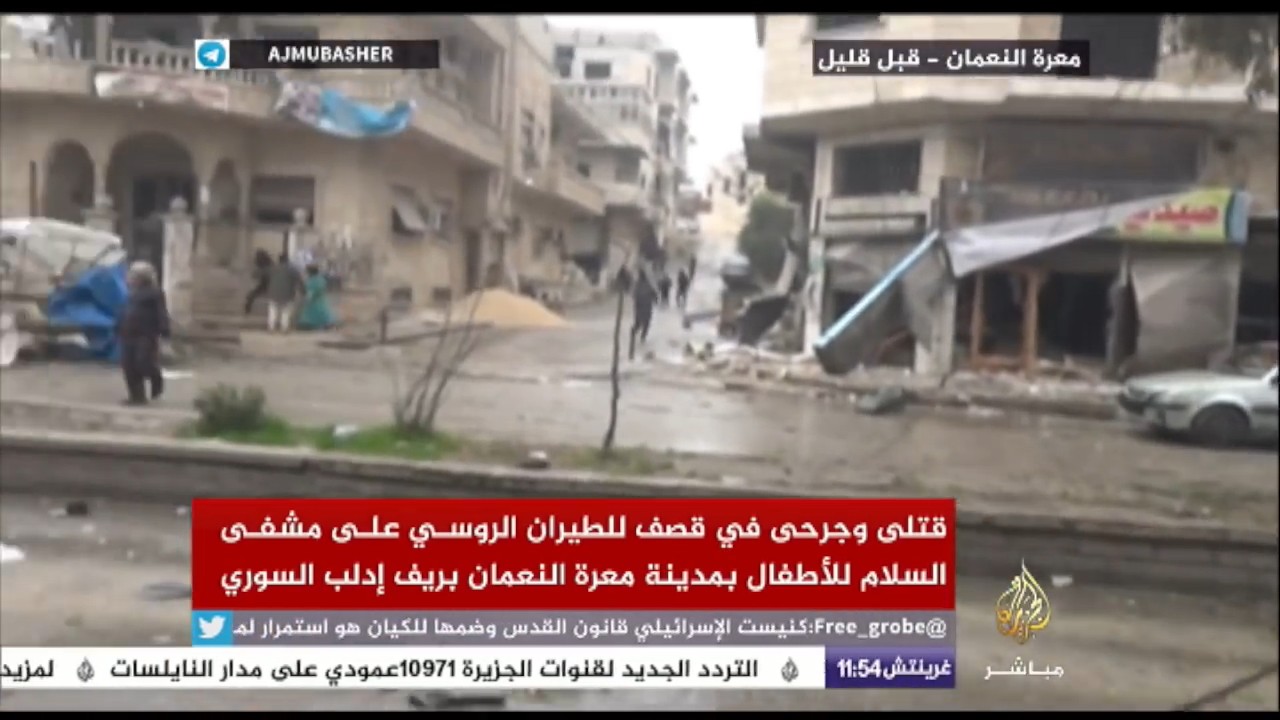 AJMUBASHER
معرة النعمان - قبل قليل
صيدلية
قتلى وجرحى في قصف للطيران الروسي على مشفى
السلام للأطفال بمدينة معرة النعمان بريف إدلب السوري
@Free_grobe:كنيست الإسرائيلي قانون القدس وضمها للكيان هو استمرار لم
غرينتش 11:54
التردد الجديد لقنوات الجزيرة 10971عمودي على مدار النايلسات
لمزيد
الجزيرة
مباشر